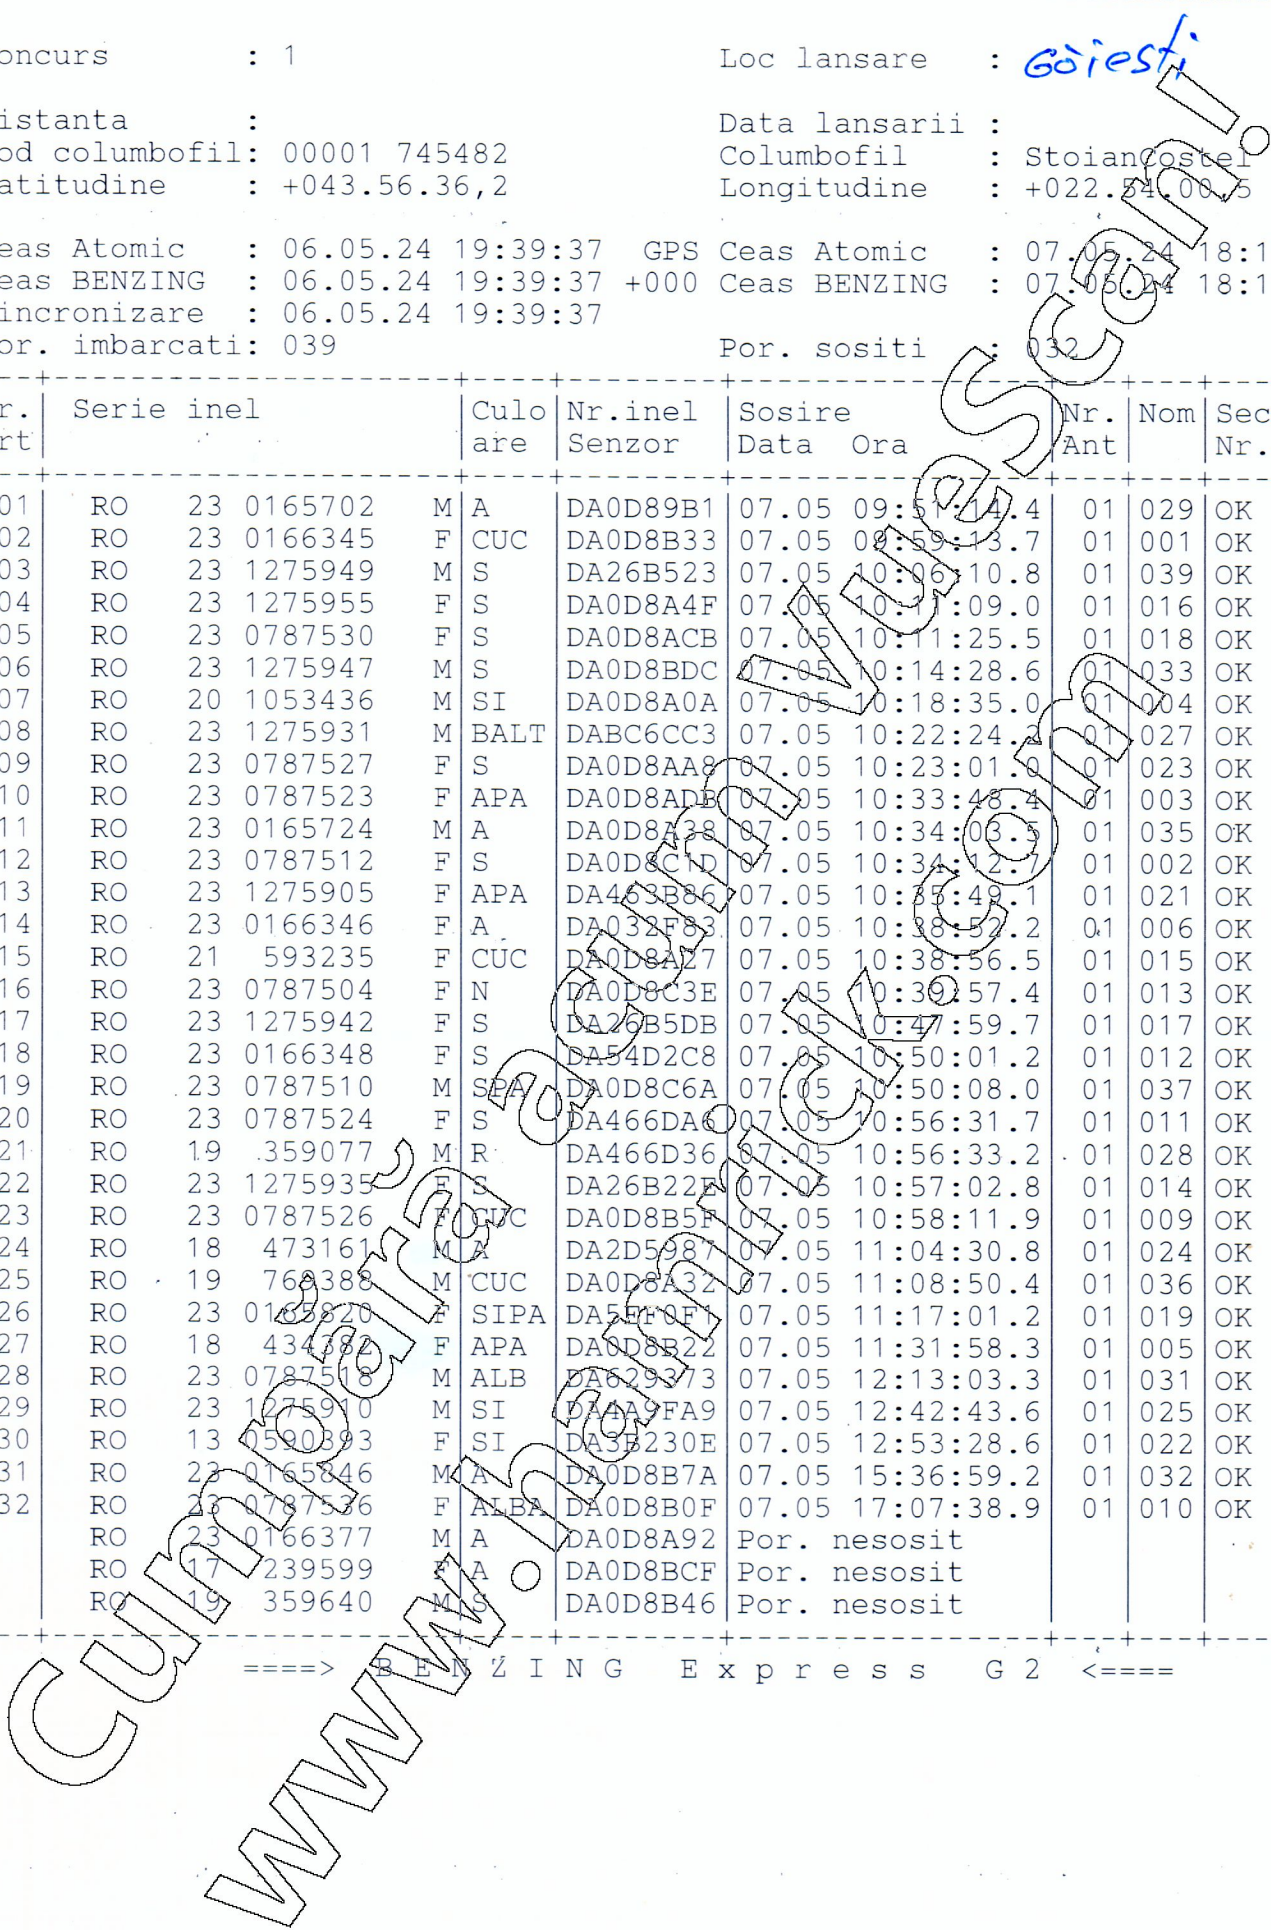 oncurs : 1 Loc lansare : Gòiesti
istanta : Data lansarii :
od columbofil: 00001 745482 Columbofil : StoianCostel
atitudine : +043.56.36,2 Longitudine : +022.54.00,5
eas Atomic : 06.05.24 19:39:37 GPS Ceas Atomic : 07.05.24 18:1
eas BENZING : 06.05.24 19:39:37 +000 Ceas BENZING : 07.05.24 18:1
incronizare : 06.05.24 19:39:37
or. imbarcati: 039 Por. sositi : 032
r. Serie inel Culo Nr.inel Sosire Nr. Nom Sec
rt are Senzor Data Ora Ant Nr.
01 RO 23 0165702 M A DA0D89B1 07.05 09:51:14.4 01 029 OK
02 RO 23 0166345 F CUC DA0D8B33 07.05 09:59:13.7 01 001 OK
03 RO 23 1275949 M S DA26B523 07.05 10:06:10.8 01 039 OK
04 RO 23 1275955 F S DA0D8A4F 07.05 10:11:09.0 01 016 OK
05 RO 23 0787530 F S DA0D8ACB 07.05 10:11:25.5 01 018 OK
06 RO 23 1275947 M S DA0D8BDC 07.05 10:14:28.6 01 033 OK
07 RO 20 1053436 M SI DA0D8A0A 07.05 10:18:35.0 01 004 OK
08 RO 23 1275931 M BALT DABC6CC3 07.05 10:22:24.2 01 027 OK
09 RO 23 0787527 F S DA0D8AA8 07.05 10:23:01.0 01 023 OK
10 RO 23 0787523 F APA DA0D8ADB 07.05 10:33:48.4 01 003 OK
11 RO 23 0165724 M A DA0D8A38 07.05 10:34:03.5 01 035 OK
12 RO 23 0787512 F S DA0D8C1D 07.05 10:34:12.7 01 002 OK
13 RO 23 1275905 F APA DA463B86 07.05 10:35:49.1 01 021 OK
14 RO 23 0166346 F A DA032F83 07.05 10:38:52.2 01 006 OK
15 RO 21 593235 F CUC DA0D8A27 07.05 10:38:56.5 01 015 OK
16 RO 23 0787504 F N DA0D8C3E 07.05 10:39:57.4 01 013 OK
17 RO 23 1275942 F S DA26B5DB 07.05 10:47:59.7 01 017 OK
18 RO 23 0166348 F S DA54D2C8 07.05 10:50:01.2 01 012 OK
19 RO 23 0787510 M SPA DA0D8C6A 07.05 10:50:08.0 01 037 OK
20 RO 23 0787524 F S DA466DA6 07.05 10:56:31.7 01 011 OK
21 RO 19 359077 M R DA466D36 07.05 10:56:33.2 01 028 OK
22 RO 23 1275935 F S DA26B22E 07.05 10:57:02.8 01 014 OK
23 RO 23 0787526 F CUC DA0D8B5F 07.05 10:58:11.9 01 009 OK
24 RO 18 473161 M A DA2D5987 07.05 11:04:30.8 01 024 OK
25 RO 19 769388 M CUC DA0D8A32 07.05 11:08:50.4 01 036 OK
26 RO 23 0165820 F SIPA DA5EF0F1 07.05 11:17:01.2 01 019 OK
27 RO 18 434382 F APA DA0D8B22 07.05 11:31:58.3 01 005 OK
28 RO 23 0787518 M ALB DA629373 07.05 12:13:03.3 01 031 OK
29 RO 23 1275910 M SI DA4A9FA9 07.05 12:42:43.6 01 025 OK
30 RO 13 0590393 F SI DA3B230E 07.05 12:53:28.6 01 022 OK
31 RO 23 0165846 M A DA0D8B7A 07.05 15:36:59.2 01 032 OK
32 RO 23 0787536 F ALBA DA0D8B0F 07.05 17:07:38.9 01 010 OK
RO 23 0166377 M A DA0D8A92 Por. nesosit
RO 17 239599 F A DA0D8BCF Por. nesosit
RO 19 359640 M S DA0D8B46 Por. nesosit
====> B E N Z I N G E x p r e s s G 2 <====
Cumpără acum VueScan!
www.hamrick.com